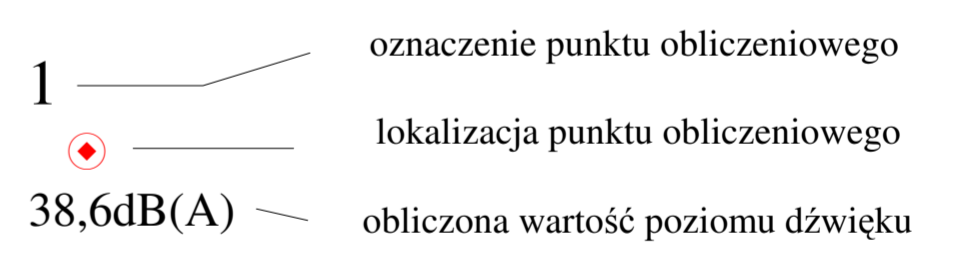 1 oznaczenie punktu obliczeniowego
lokalizacja punktu obliczeniowego
38,6dB(A) obliczona wartość poziomu dźwięku